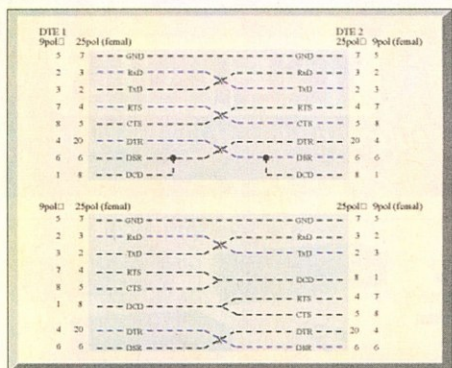 DTE 1 DTE 2
9pol□ 25pol (femal) 25pol□ 9pol (femal)
5 7 GND GND 7 5
2 3 RxD RxD 3 2
3 2 TxD TxD 2 3
7 4 RTS RTS 4 7
8 5 CTS CTS 5 8
4 20 DTR DTR 20 4
6 6 DSR DSR 6 6
1 8 DCD DCD 8 1
9pol□ 25pol (femal) 25pol□ 9pol (femal)
5 7 GND GND 7 5
2 3 RxD RxD 3 2
3 2 TxD TxD 2 3
7 4 RTS
8 5 CTS DCD 8 1
1 8 DCD RTS 4 7
CTS 5 8
4 20 DTR DTR 20 4
6 6 DSR DSR 6 6